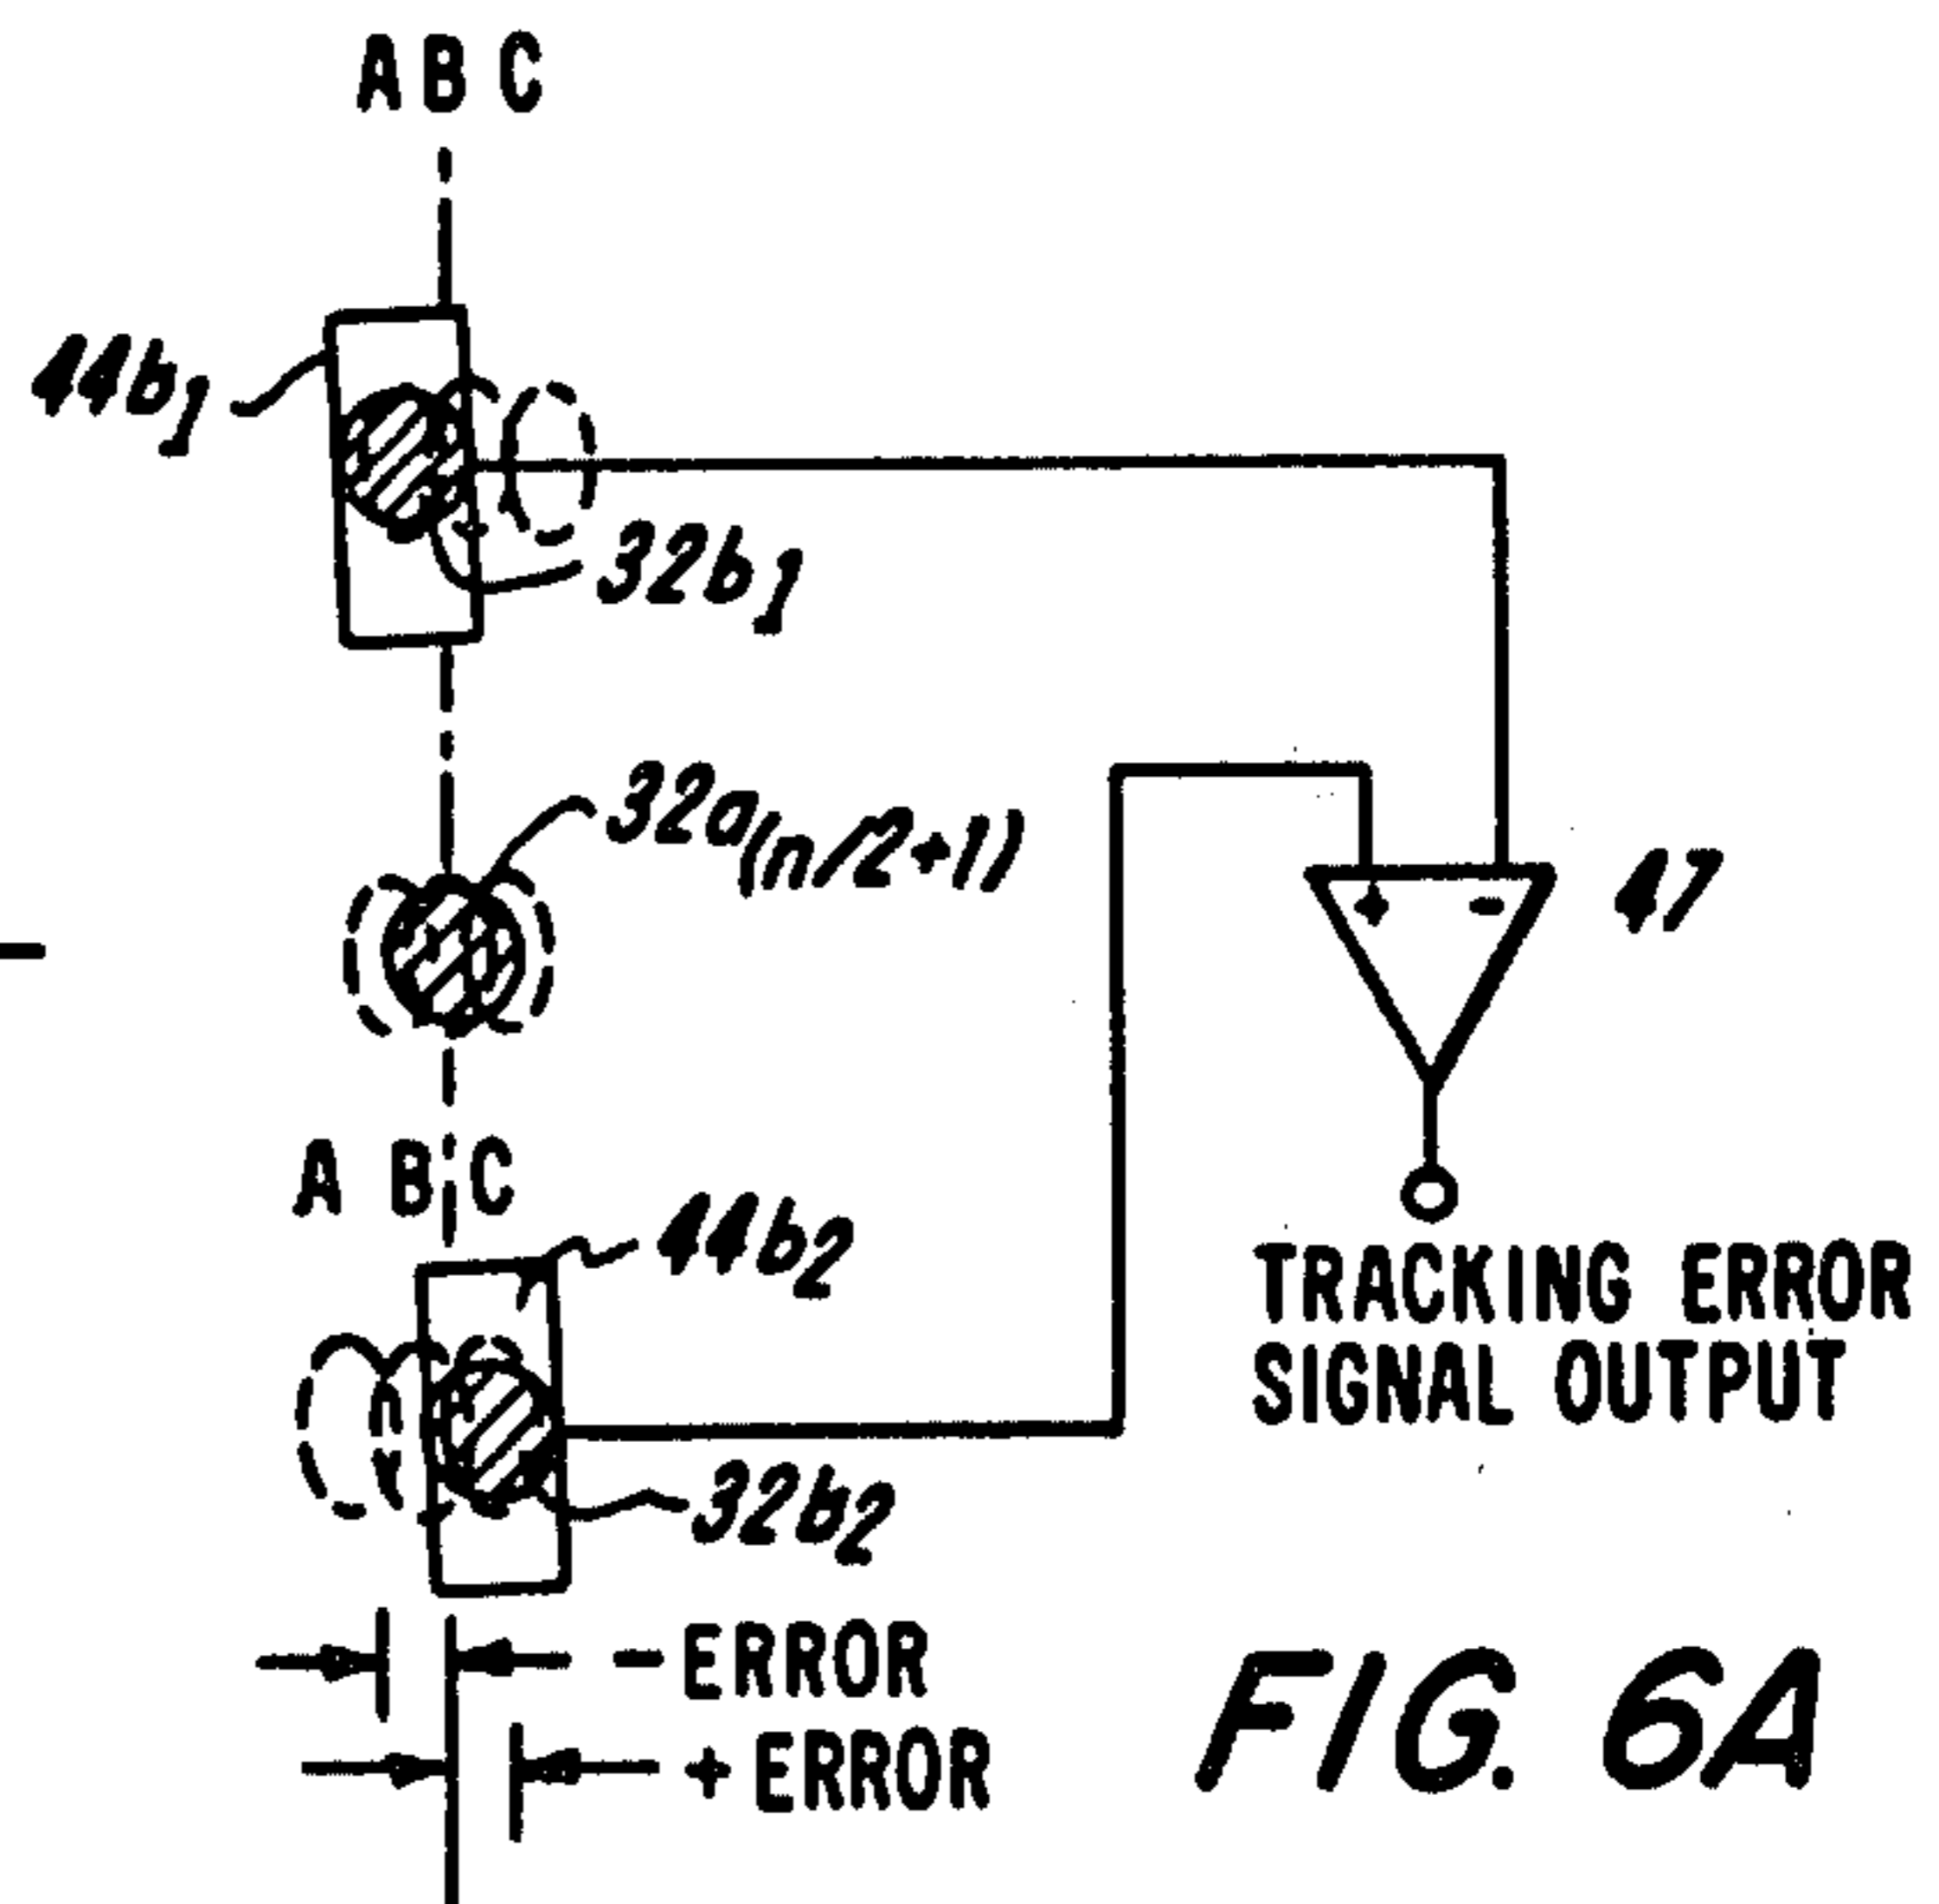 A B C
44b1
32b1
32a(n/2+1)
+ -
47
A B C
44b2
TRACKING ERROR
SIGNAL OUTPUT
32b2
- ERROR
+ ERROR
FIG. 6A